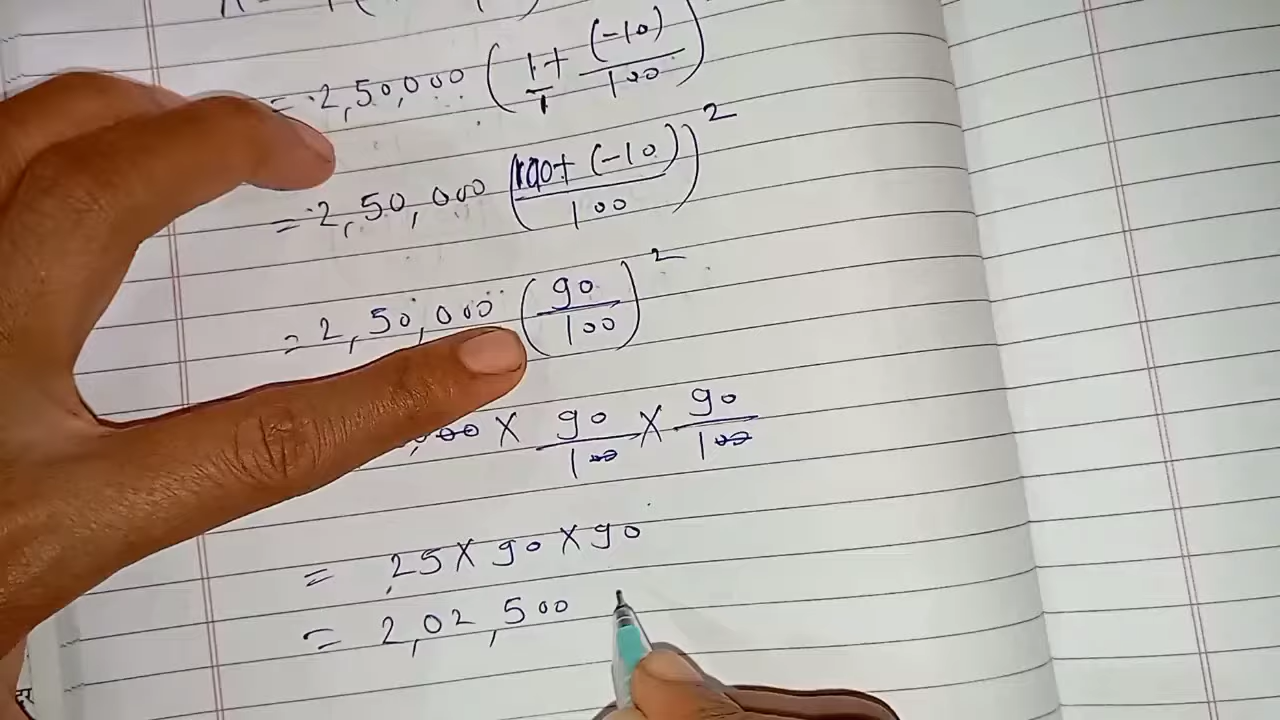 = 2,50,000 ( 1/1 + (-10)/100 )
= 2,50,000 ( 100 + (-10) / 100 )²
= 2,50,000 ( 90/100 )²
,000 × 90/100 × 90/100
= 25 × 90 × 90
= 2,02,500